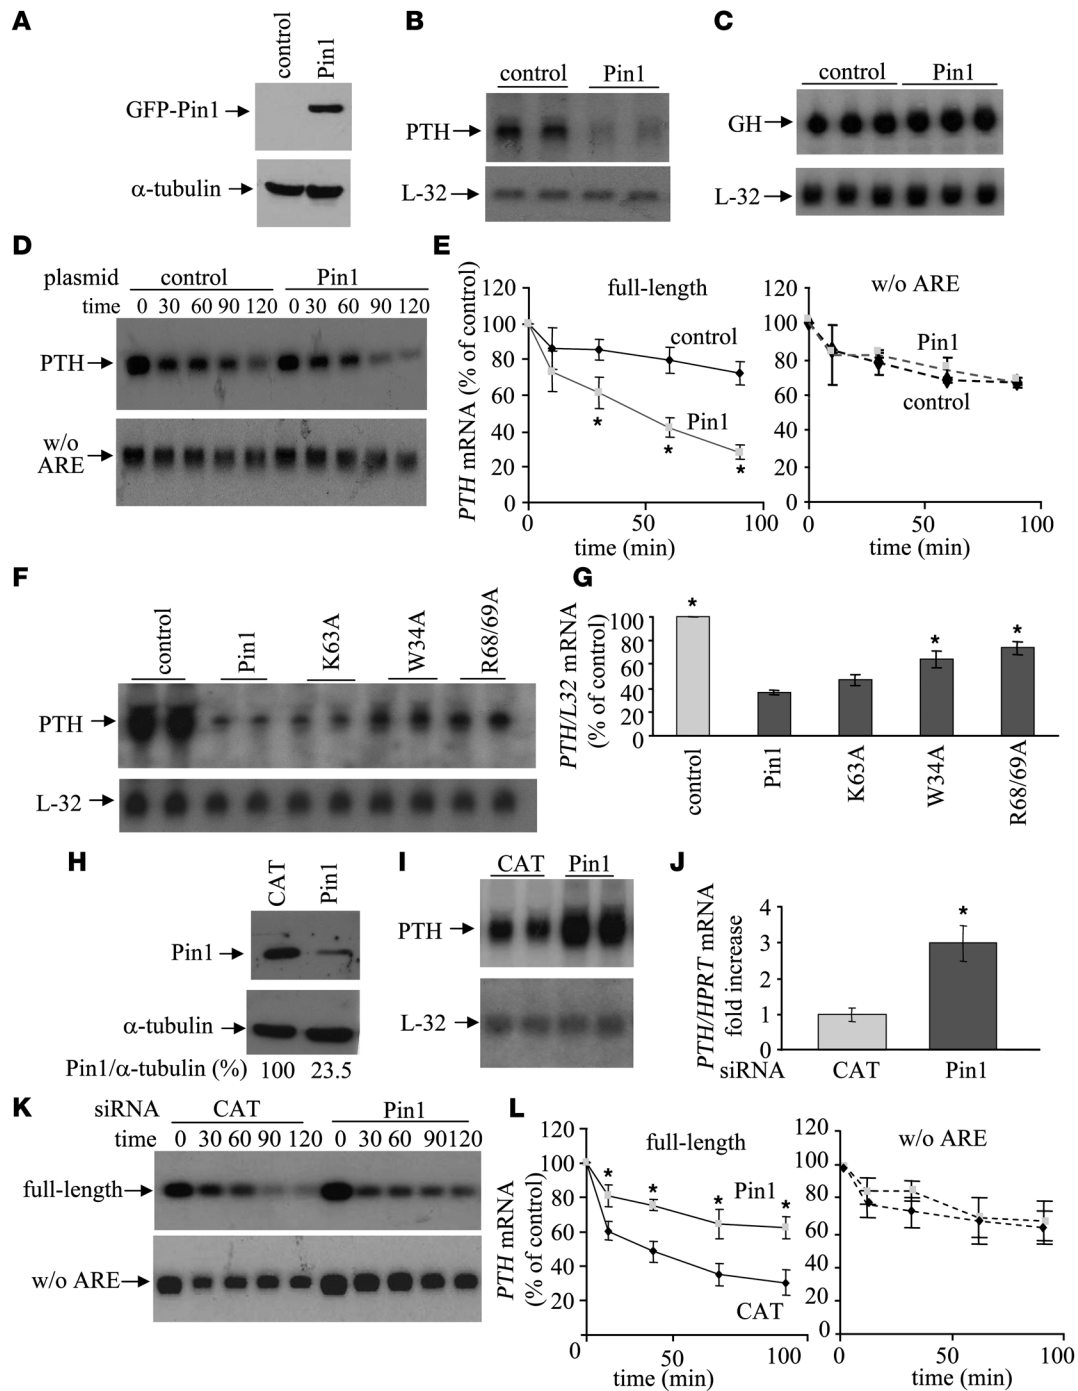 A
control
Pin1
GFP-Pin1
α-tubulin
B
control Pin1
PTH
L-32
C
control Pin1
GH
L-32
D
plasmid control Pin1
time 0 30 60 90 120 0 30 60 90 120
PTH
w/o
ARE
E
PTH mRNA (% of control)
full-length
120
100
80
60
40
20
0
control
Pin1
*
*
*
0 50 100
time (min)
w/o ARE
120
100
80
60
40
20
0
Pin1
control
0 50 100
time (min)
F
control
Pin1
K63A
W34A
R68/69A
PTH
L-32
G
PTH/L32 mRNA
(% of control)
100
80
60
40
20
0
*
*
*
control
Pin1
K63A
W34A
R68/69A
H
CAT
Pin1
Pin1
α-tubulin
Pin1/α-tubulin (%) 100 23.5
I
CAT Pin1
PTH
L-32
J
PTH/HPRT mRNA
fold increase
4
3
2
1
0
*
siRNA CAT Pin1
K
siRNA CAT Pin1
time 0 30 60 90 120 0 30 60 90 120
full-length
w/o ARE
L
PTH mRNA
(% of control)
full-length
120
100
80
60
40
20
0
* * * *
Pin1
CAT
50 100
time (min)
w/o ARE
120
100
80
60
40
20
0
0 50 100
time (min)